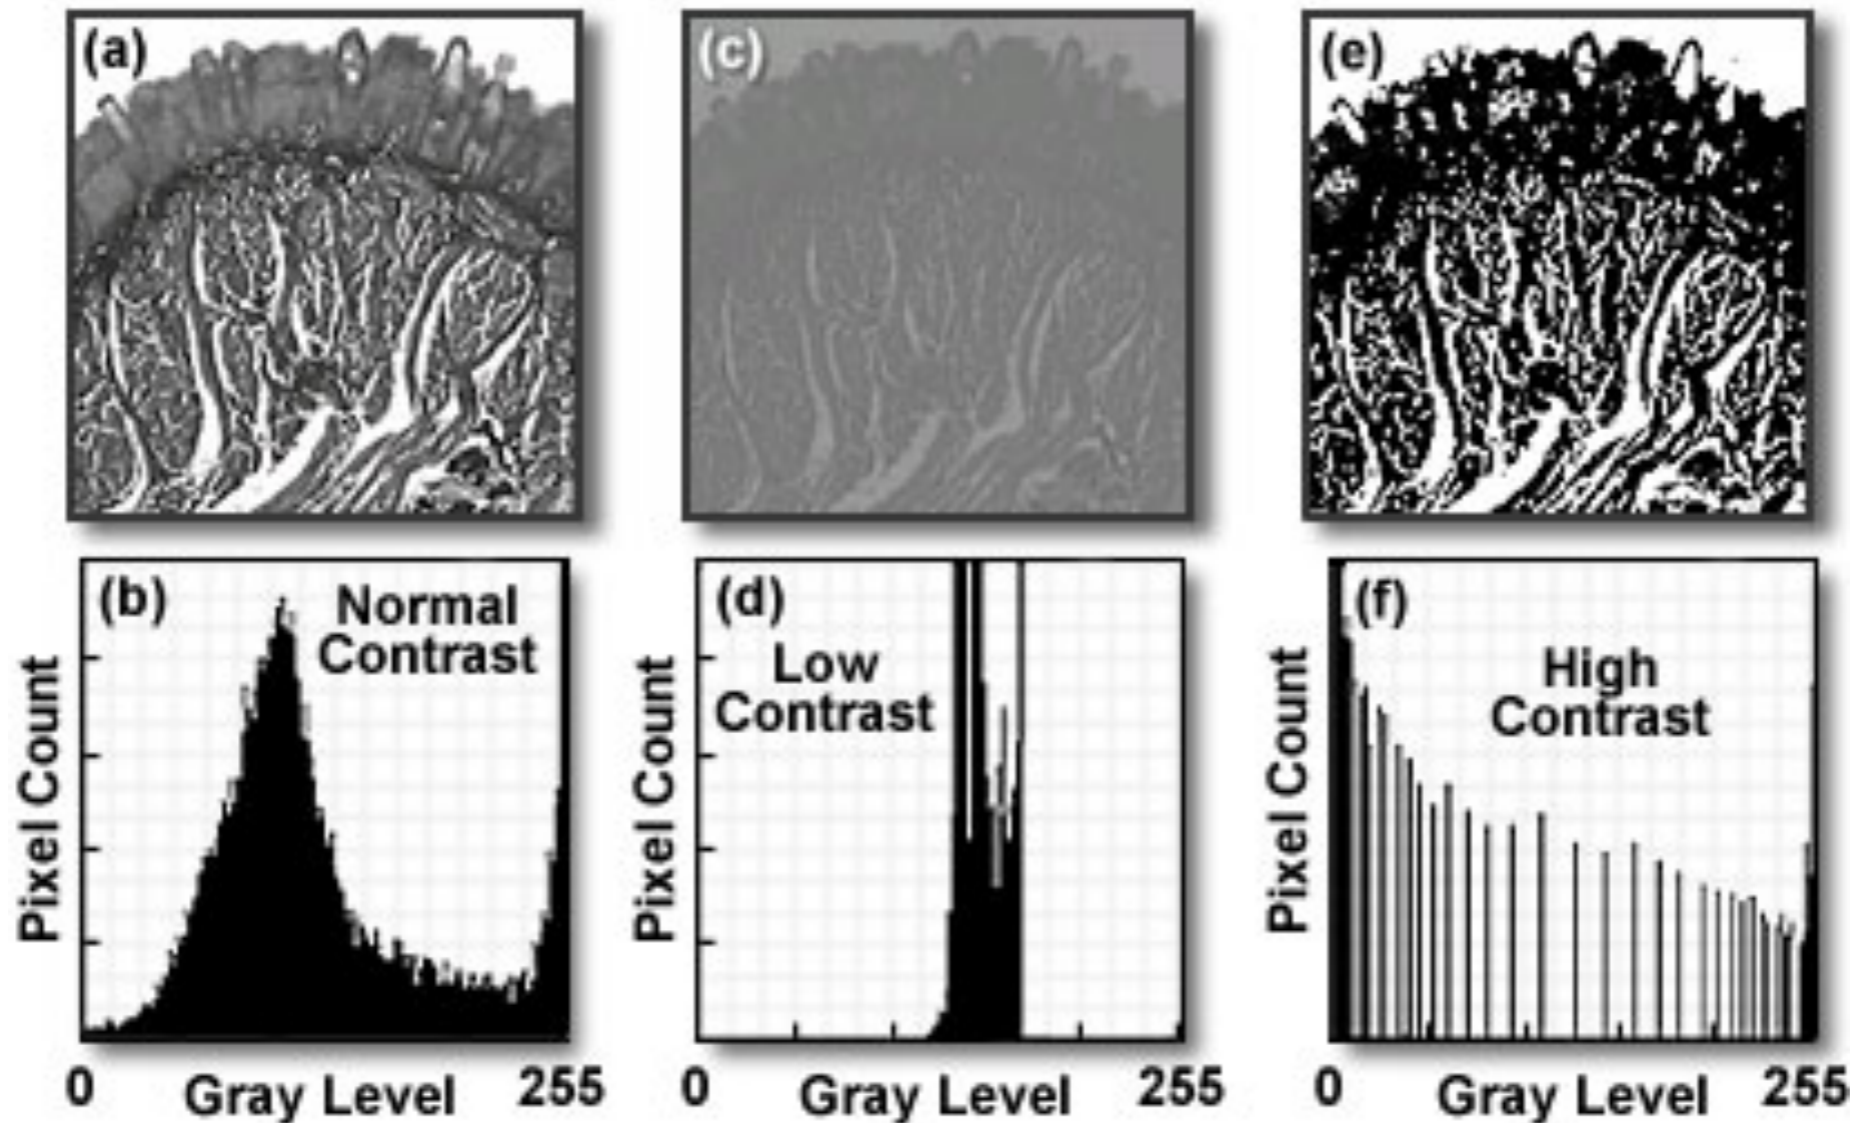 (a)
(c)
(e)
(b)
Normal
Contrast
Pixel Count
0
Gray Level
255
(d)
Low
Contrast
Pixel Count
0
Gray Level
255
(f)
High
Contrast
Pixel Count
0
Gray Level
255